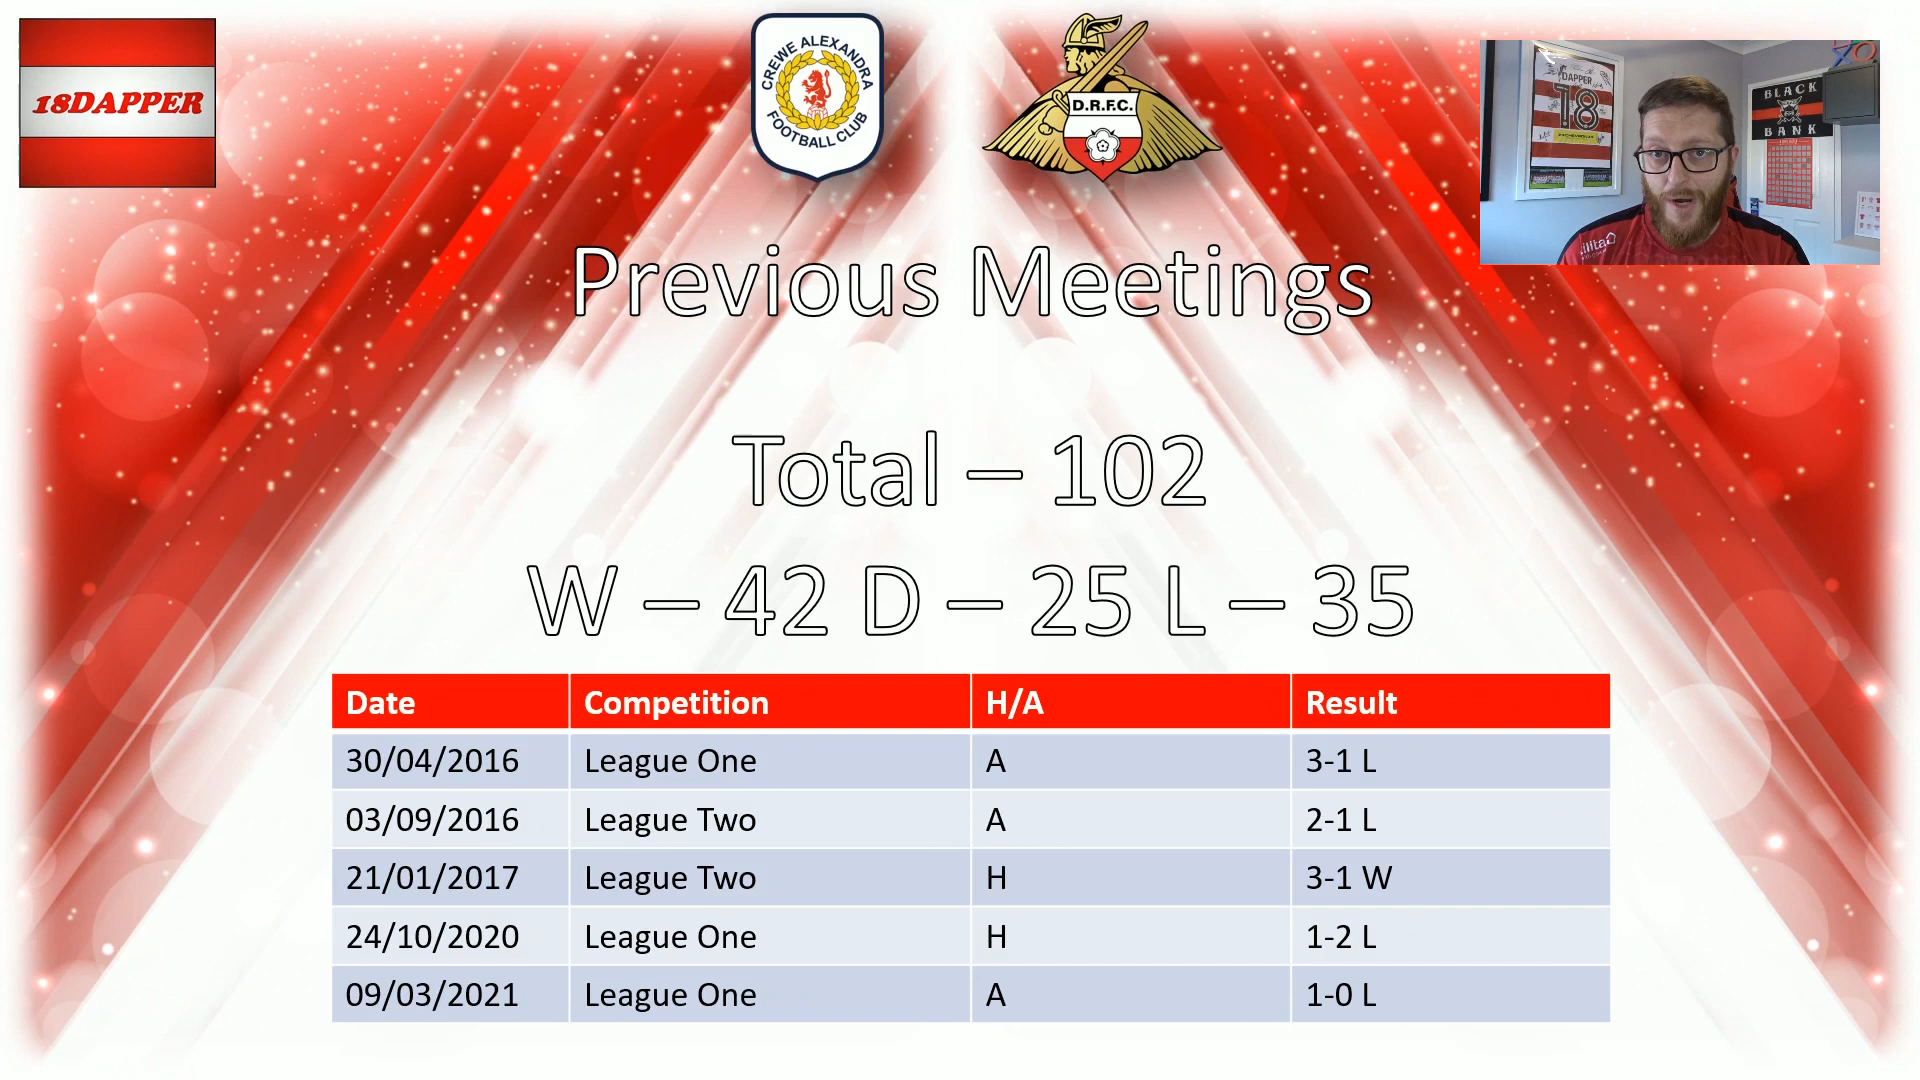 18DAPPER
CREWE ALEXANDRA
FOOTBALL CLUB
D.R.F.C.
DAPPER
18
BLACK
BANK
Previous Meetings
Total – 102
W – 42 D – 25 L – 35
Date Competition H/A Result
30/04/2016 League One A 3-1 L
03/09/2016 League Two A 2-1 L
21/01/2017 League Two H 3-1 W
24/10/2020 League One H 1-2 L
09/03/2021 League One A 1-0 L